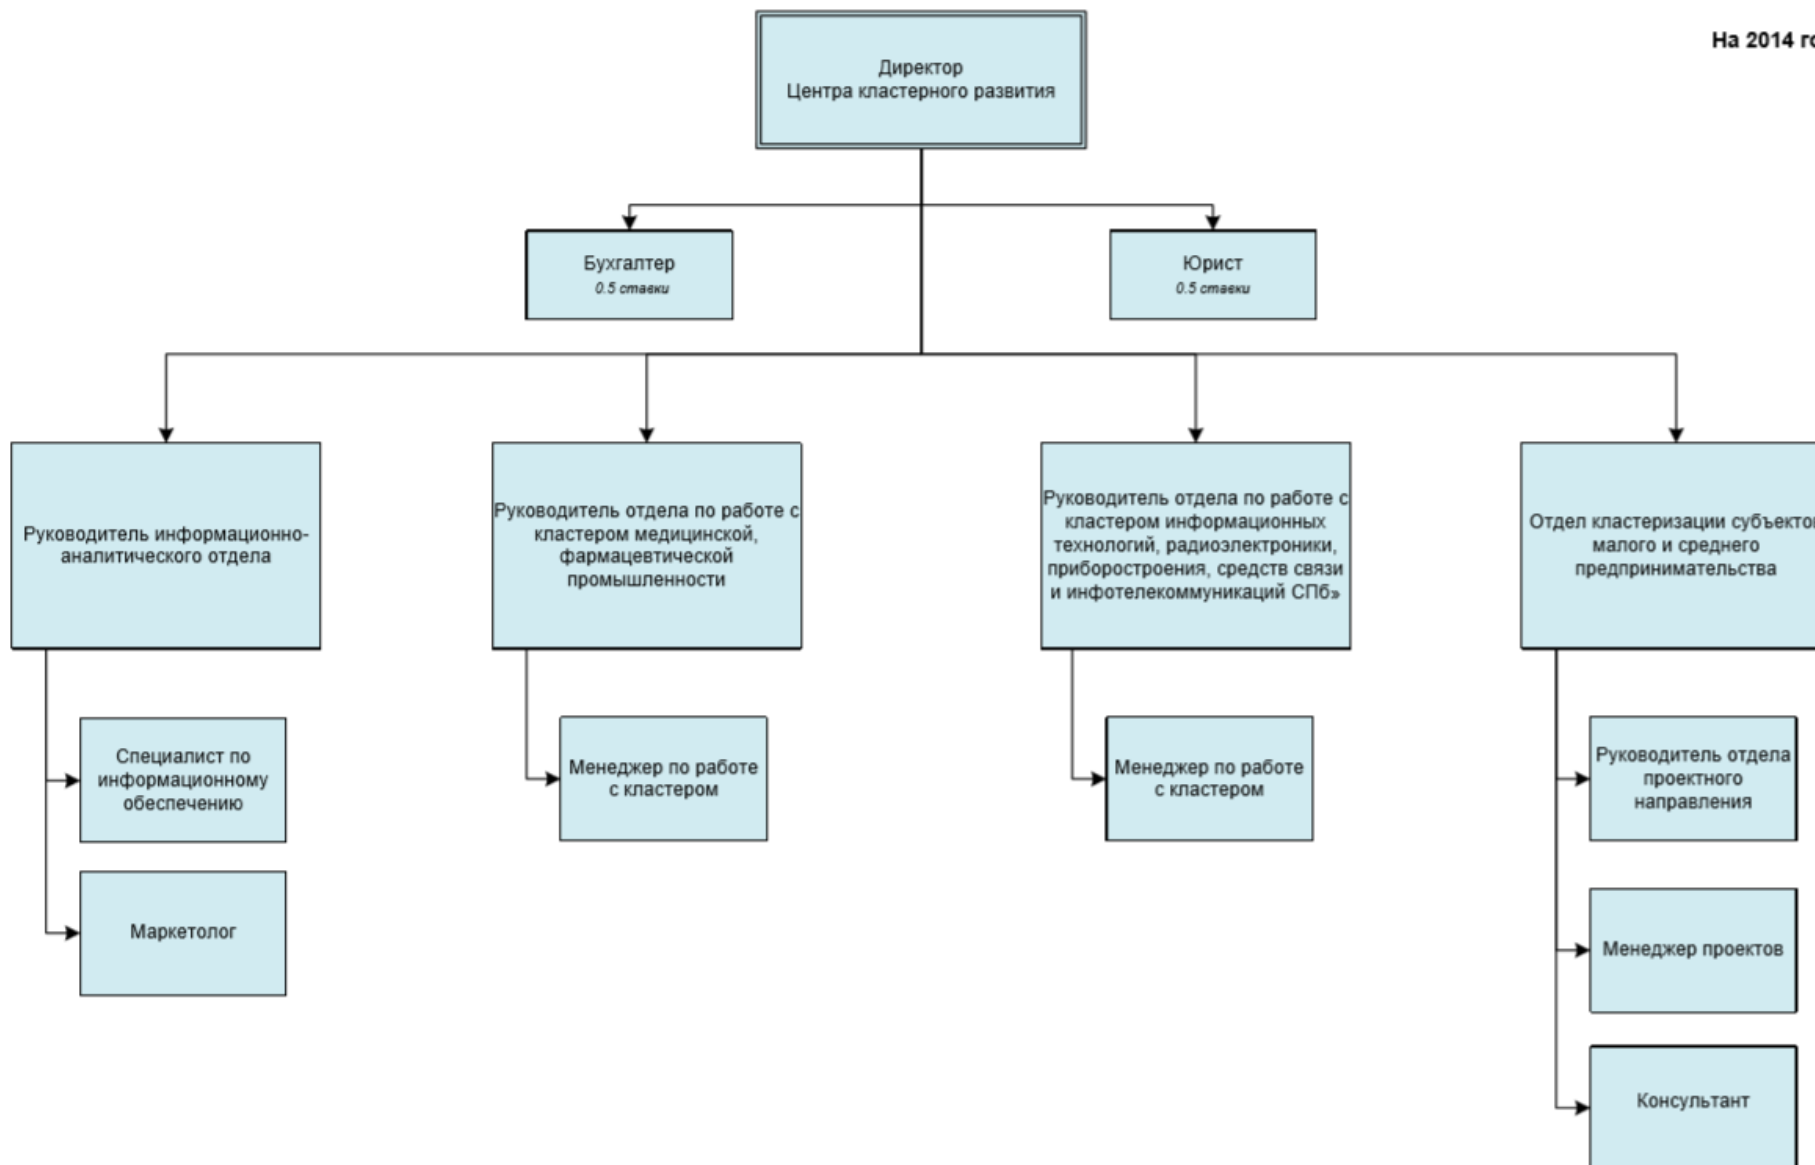 На 2014 го
Директор
Центра кластерного развития
Бухгалтер
0.5 ставки
Юрист
0.5 ставки
Руководитель информационно-
аналитического отдела
Руководитель отдела по работе с
кластером медицинской,
фармацевтической
промышленности
Руководитель отдела по работе с
кластером информационных
технологий, радиоэлектроники,
приборостроения, средств связи
и инфотелекоммуникаций СПб»
Отдел кластеризации субъектов
малого и среднего
предпринимательства
Специалист по
информационному
обеспечению
Менеджер по работе
с кластером
Менеджер по работе
с кластером
Руководитель отдела
проектного
направления
Маркетолог
Менеджер проектов
Консультант